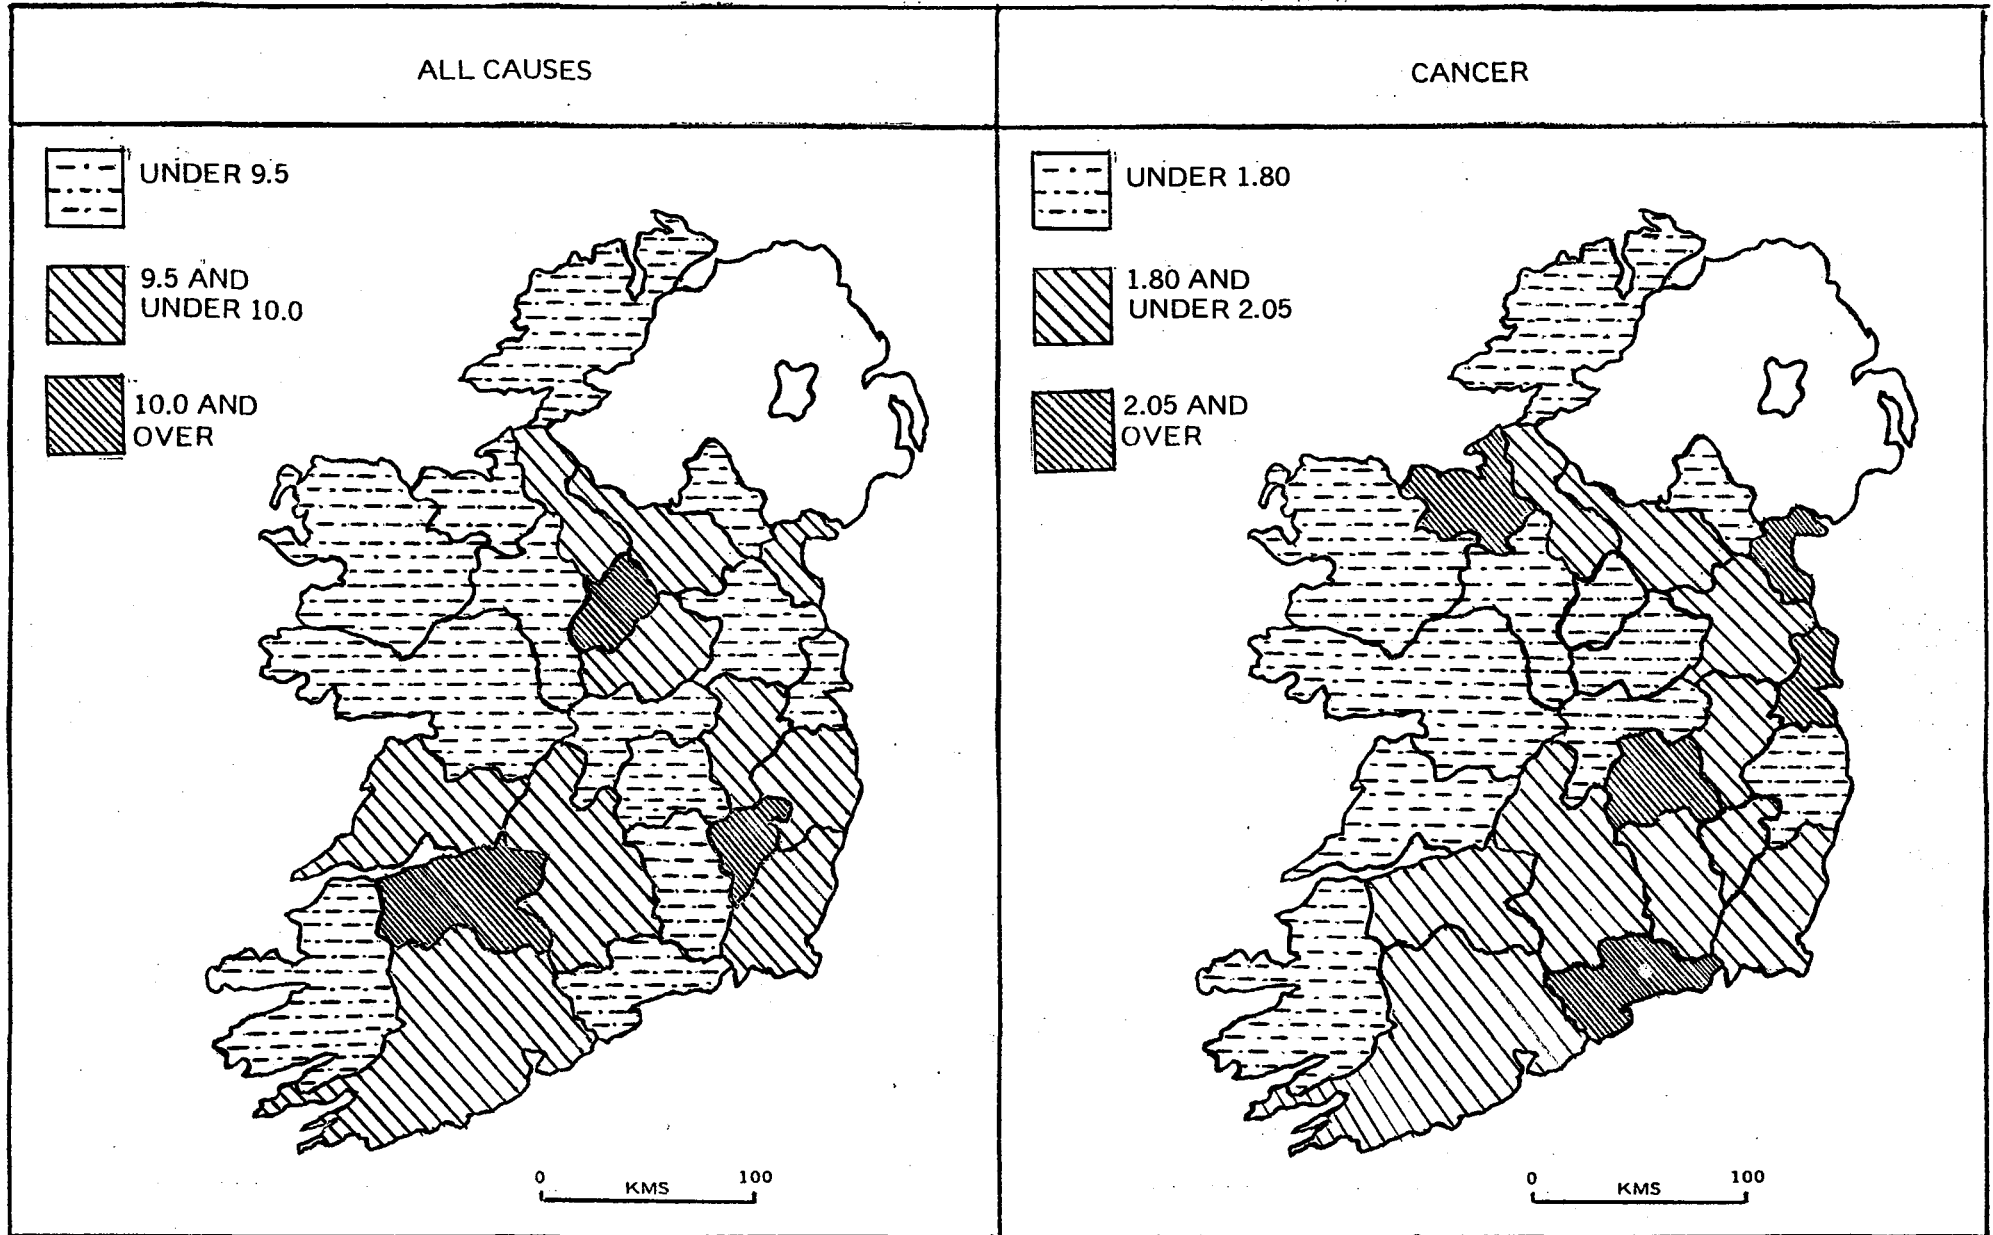 ALL CAUSES
UNDER 9.5
9.5 AND
UNDER 10.0
10.0 AND
OVER
0 100
KMS
CANCER
UNDER 1.80
1.80 AND
UNDER 2.05
2.05 AND
OVER
0 100
KMS